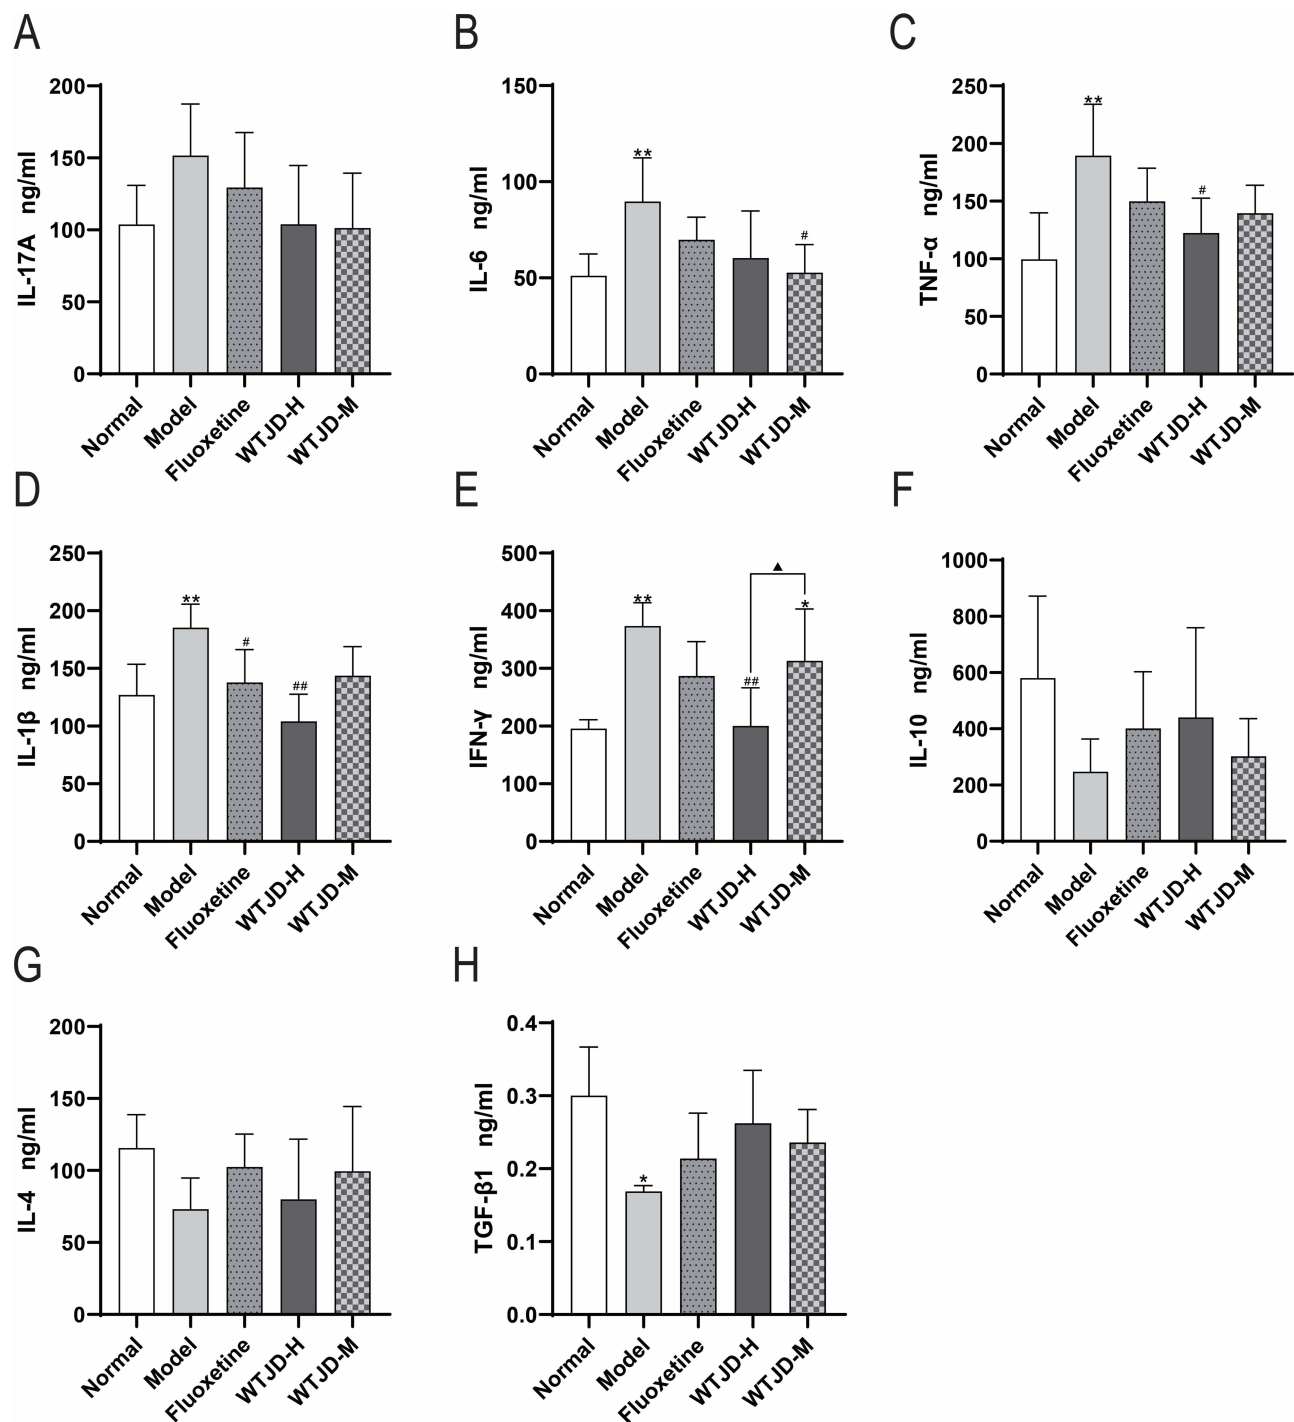 A
IL-17A ng/ml
200
150
100
50
0
Normal
Model
Fluoxetine
WTJD-H
WTJD-M
B
IL-6 ng/ml
150
100
50
0
**
#
Normal
Model
Fluoxetine
WTJD-H
WTJD-M
C
TNF-α ng/ml
250
200
150
100
50
0
**
#
Normal
Model
Fluoxetine
WTJD-H
WTJD-M
D
IL-1β ng/ml
250
200
150
100
50
0
**
#
##
Normal
Model
Fluoxetine
WTJD-H
WTJD-M
E
IFN-γ ng/ml
500
400
300
200
100
0
**
##
▲
*
Normal
Model
Fluoxetine
WTJD-H
WTJD-M
F
IL-10 ng/ml
1000
800
600
400
200
0
Normal
Model
Fluoxetine
WTJD-H
WTJD-M
G
IL-4 ng/ml
200
150
100
50
0
Normal
Model
Fluoxetine
WTJD-H
WTJD-M
H
TGF-β1 ng/ml
0.4
0.3
0.2
0.1
0.0
*
Normal
Model
Fluoxetine
WTJD-H
WTJD-M